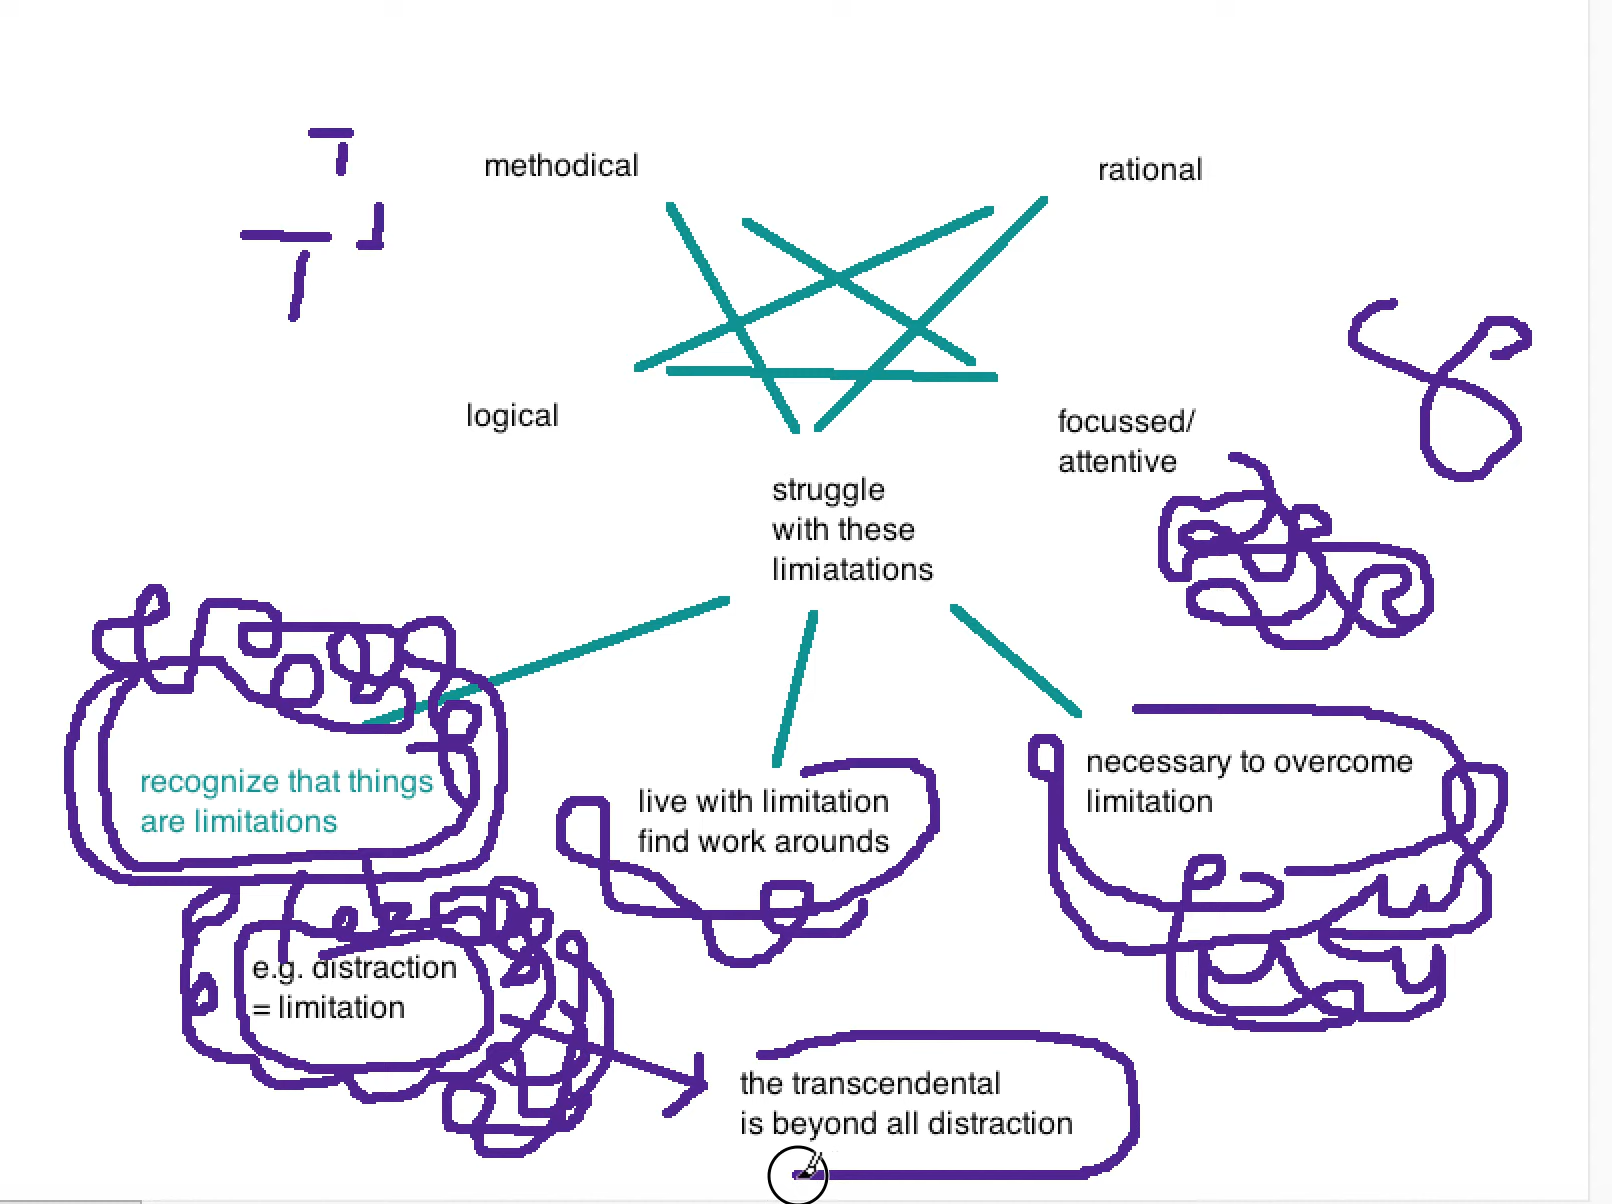 methodical
rational
logical
focussed/
attentive
struggle
with these
limiatations
recognize that things
are limitations
live with limitation
find work arounds
necessary to overcome
limitation
e.g. distraction
= limitation
the transcendental
is beyond all distraction